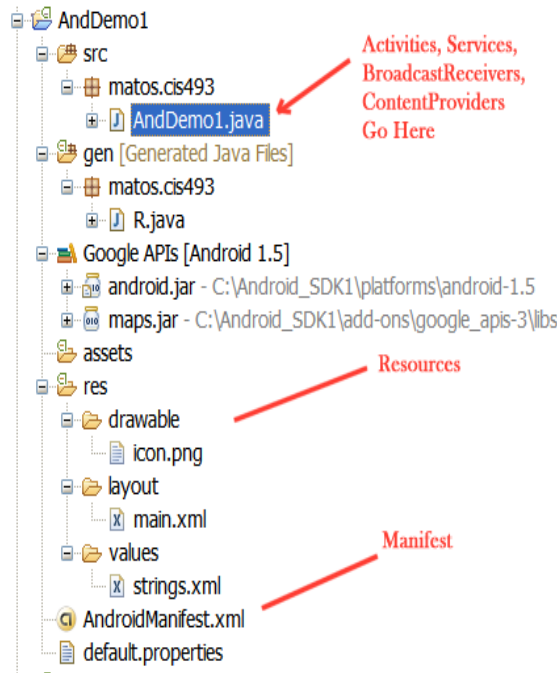 AndDemo1
src
Activities, Services,
BroadcastReceivers,
ContentProviders
Go Here
matos.cis493
AndDemo1.java
gen [Generated Java Files]
matos.cis493
R.java
Google APIs [Android 1.5]
android.jar - C:\Android_SDK1\platforms\android-1.5
maps.jar - C:\Android_SDK1\add-ons\google_apis-3\libs
assets
Resources
res
drawable
icon.png
layout
main.xml
Manifest
values
strings.xml
AndroidManifest.xml
default.properties